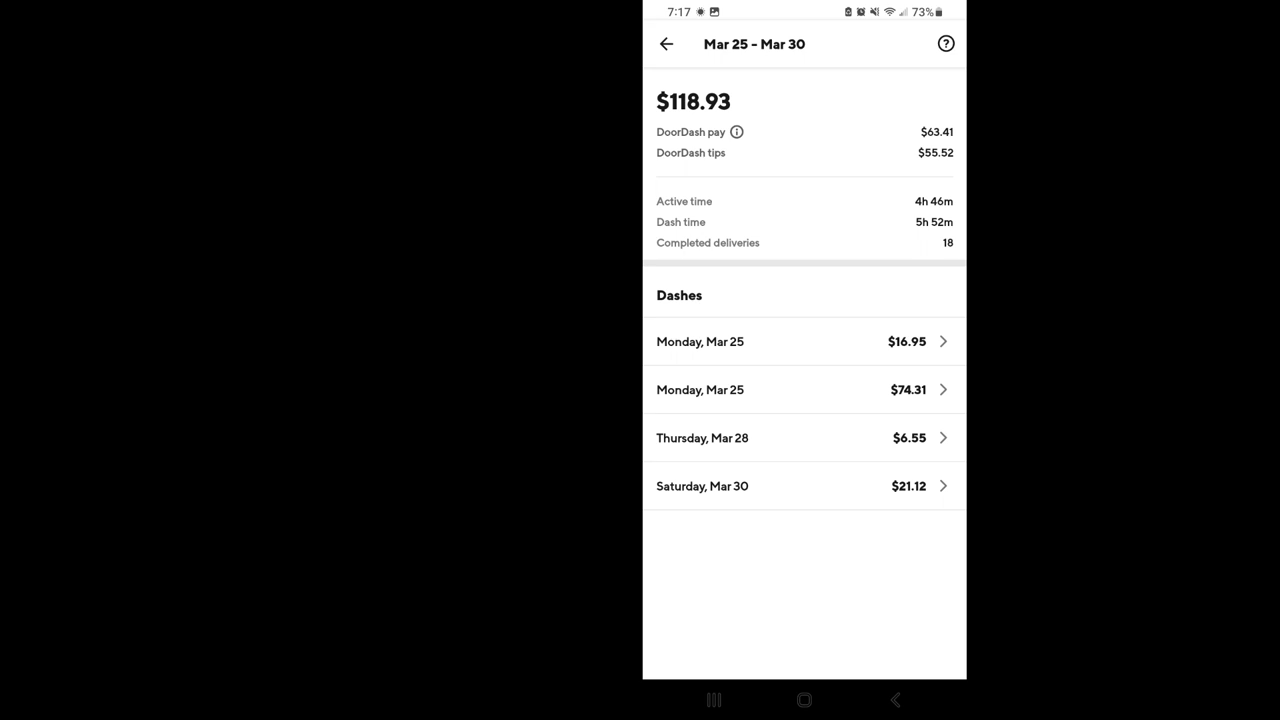 7:17 73%
Mar 25 - Mar 30
$118.93
DoorDash pay $63.41
DoorDash tips $55.52
Active time 4h 46m
Dash time 5h 52m
Completed deliveries 18
Dashes
Monday, Mar 25 $16.95
Monday, Mar 25 $74.31
Thursday, Mar 28 $6.55
Saturday, Mar 30 $21.12